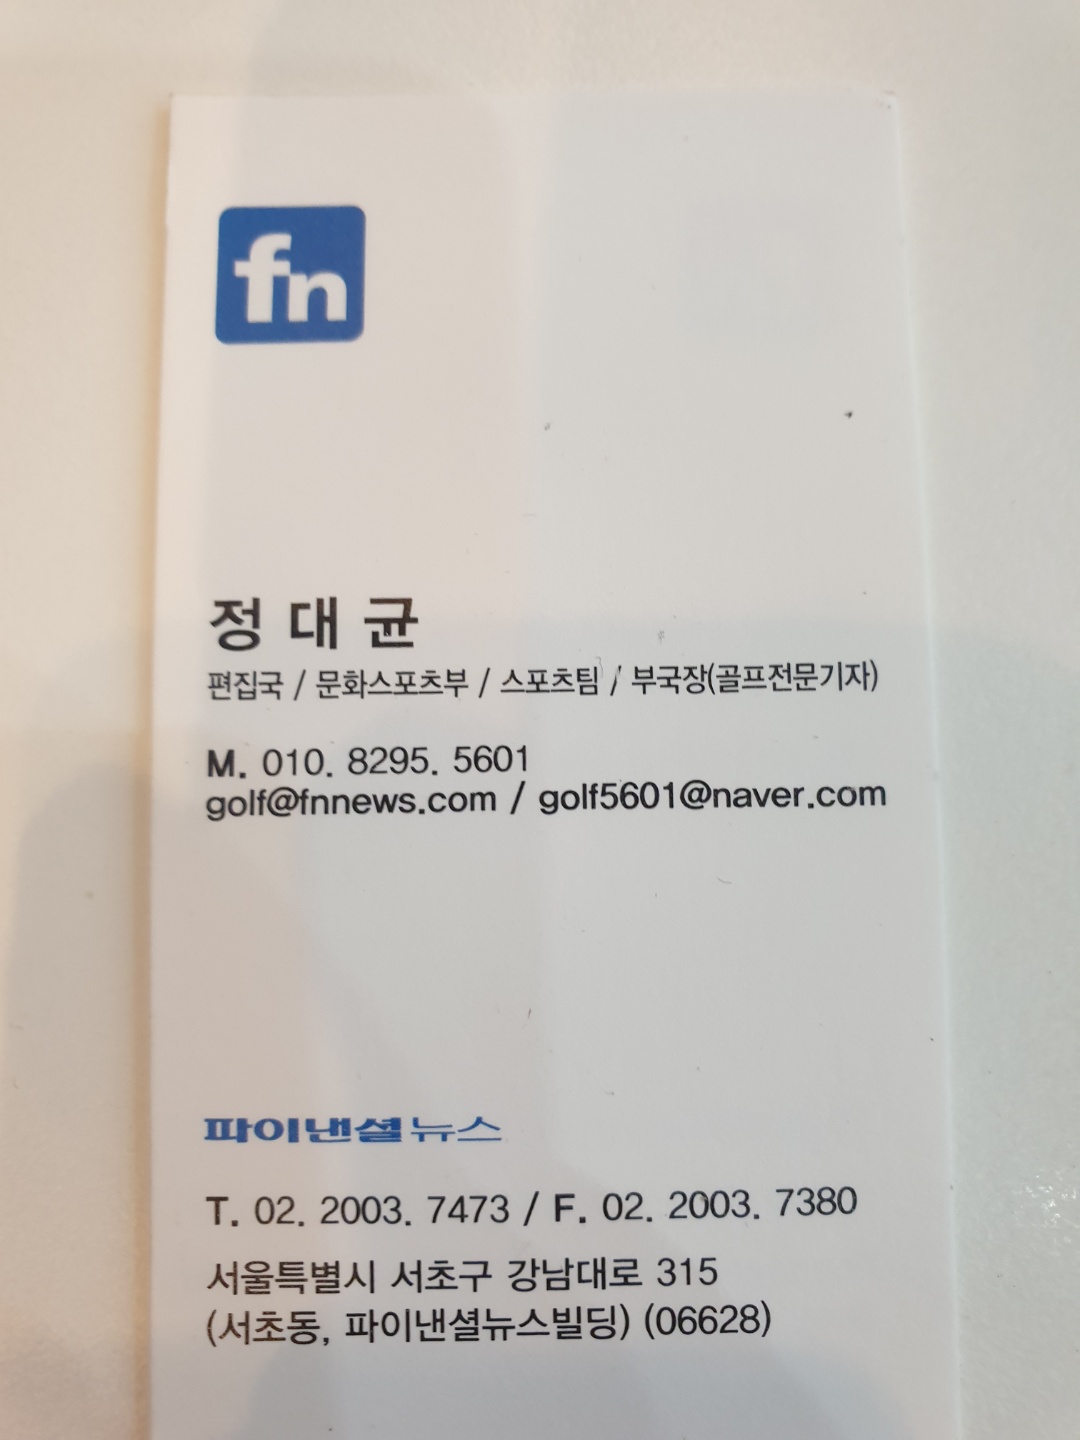 fn
정 대 균
편집국 / 문화스포츠부 / 스포츠팀 / 부국장(골프전문기자)
M. 010. 8295. 5601
golf@fnnews.com / golf5601@naver.com
파이낸셜뉴스
T. 02. 2003. 7473 / F. 02. 2003. 7380
서울특별시 서초구 강남대로 315
(서초동, 파이낸셜뉴스빌딩) (06628)